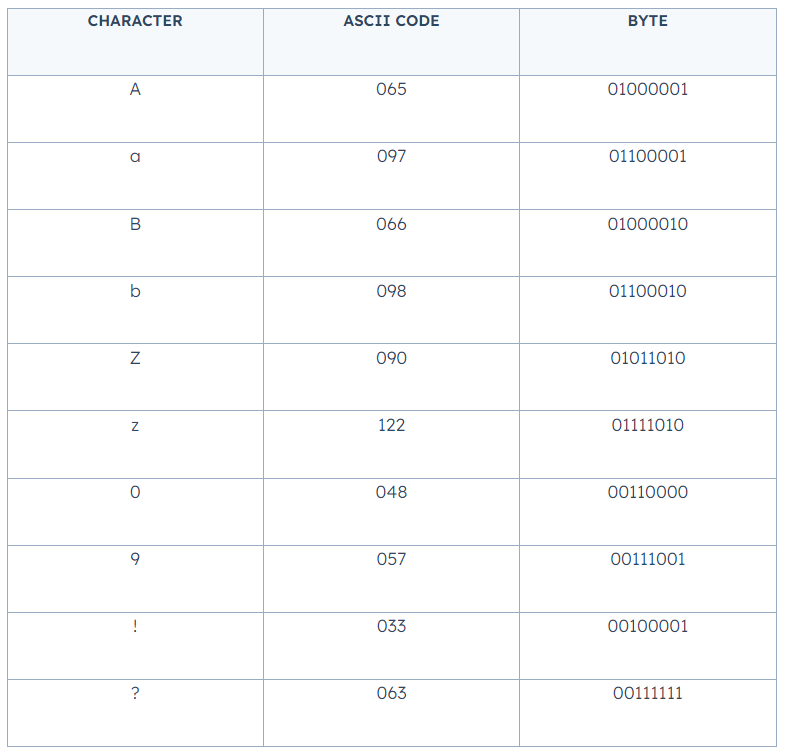 CHARACTER ASCII CODE BYTE
A 065 01000001
a 097 01100001
B 066 01000010
b 098 01100010
Z 090 01011010
z 122 01111010
0 048 00110000
9 057 00111001
! 033 00100001
? 063 00111111